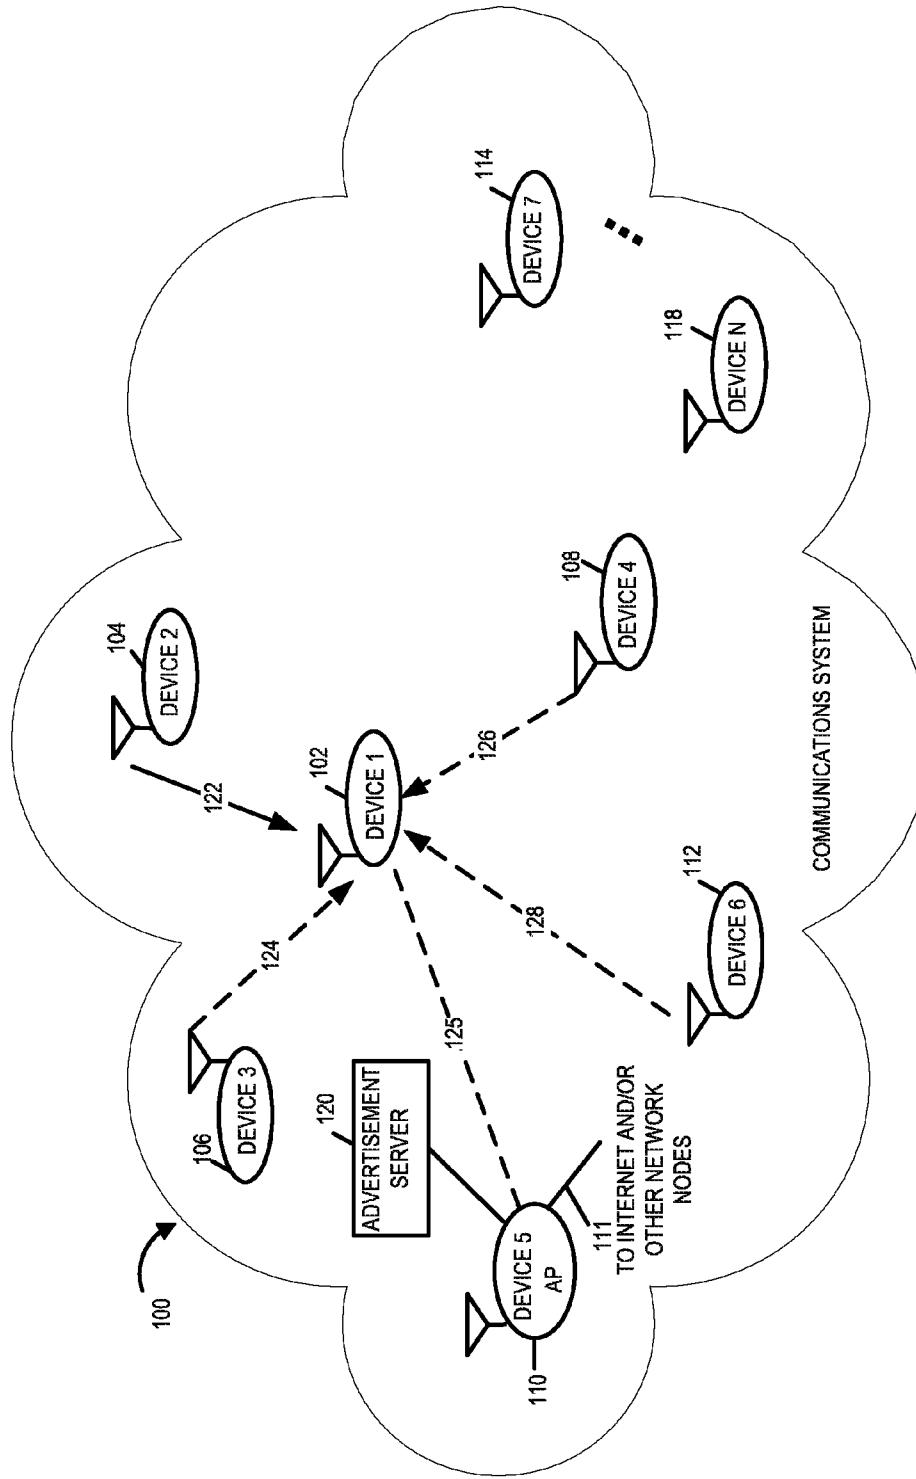 104
DEVICE 2
100
106
DEVICE 3
122
124
120
102
ADVERTISEMENT
SERVER
DEVICE 1
125
126
114
DEVICE 7
DEVICE 5
AP
110
128
108
DEVICE 4
111
TO INTERNET AND/OR
OTHER NETWORK
NODES
118
DEVICE N
112
DEVICE 6
COMMUNICATIONS SYSTEM